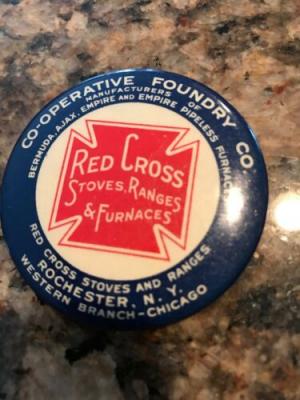 CO-OPERATIVE FOUNDRY CO.
MANUFACTURERS OF
BERMUDA, AJAX, EMPIRE AND EMPIRE PIPELESS FURNACES
RED CROSS
STOVES, RANGES
& FURNACES
RED CROSS STOVES AND RANGES
ROCHESTER, N.Y.
WESTERN BRANCH-CHICAGO